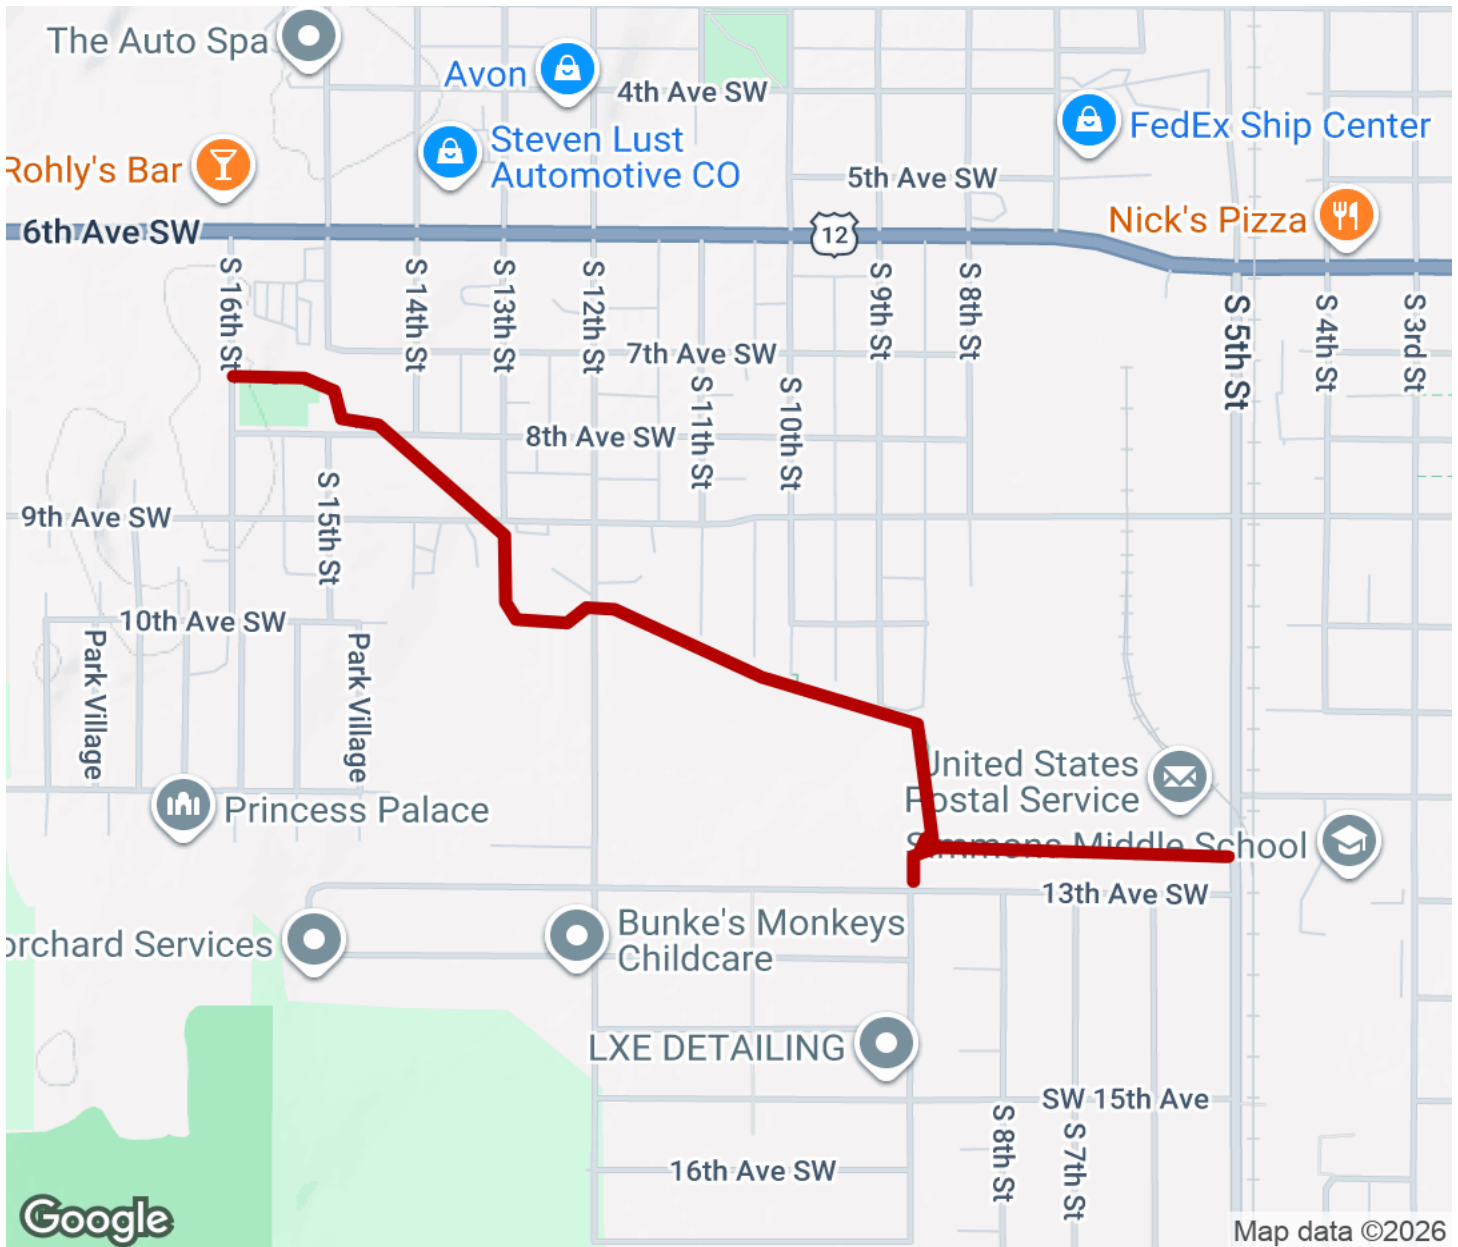 The Auto Spa
Avon
4th Ave SW
Steven Lust
Automotive CO
FedEx Ship Center
Rohly's Bar
5th Ave SW
Nick's Pizza
6th Ave SW
12
S 16th St
S 14th St
S 13th St
S 12th St
S 9th St
S 8th St
S 5th St
S 4th St
S 3rd St
7th Ave SW
S 11th St
S 10th St
8th Ave SW
S 15th St
9th Ave SW
10th Ave SW
Park Village
Park Village
United States
Postal Service
Princess Palace
Simmons Middle School
13th Ave SW
orchard Services
Bunke's Monkeys
Childcare
LXE DETAILING
SW 15th Ave
S 8th St
S 7th St
16th Ave SW
Google
Map data ©2026